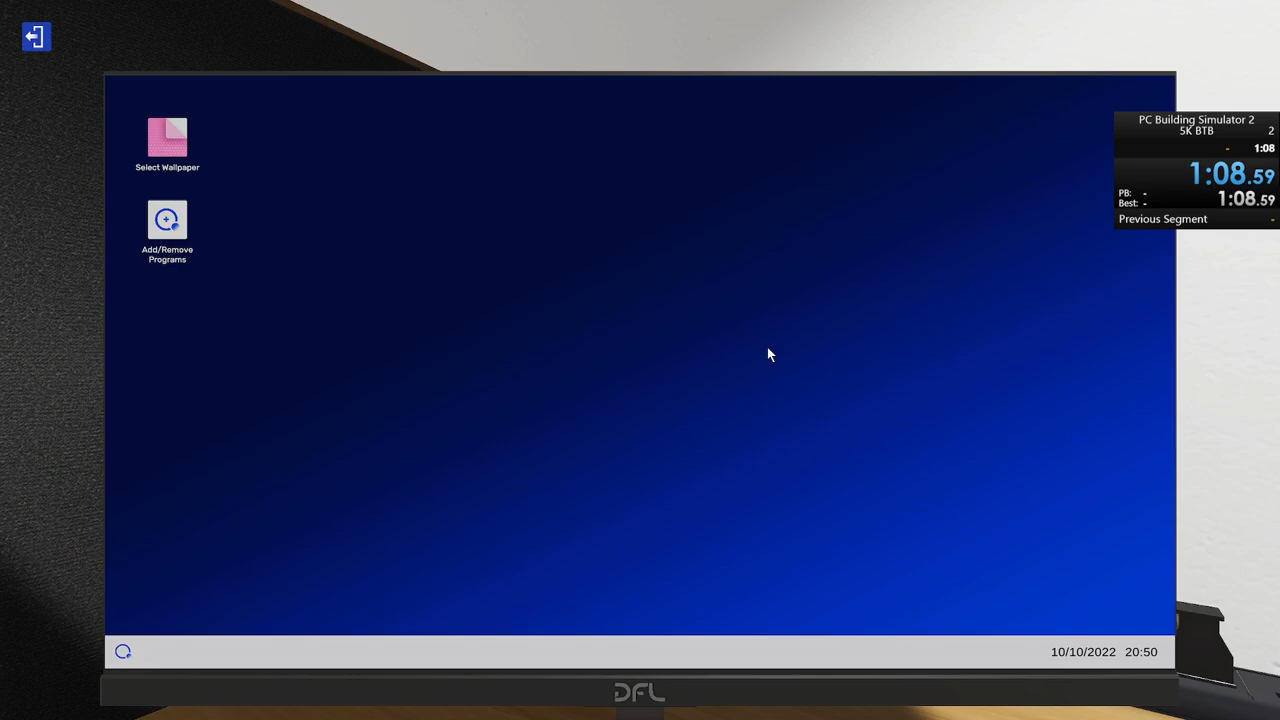 Select Wallpaper
Add/Remove
Programs
PC Building Simulator 2
5K BTB 2
- 1:08
1:08.59
PB: -
Best: - 1:08.59
Previous Segment -
10/10/2022 20:50
DFL